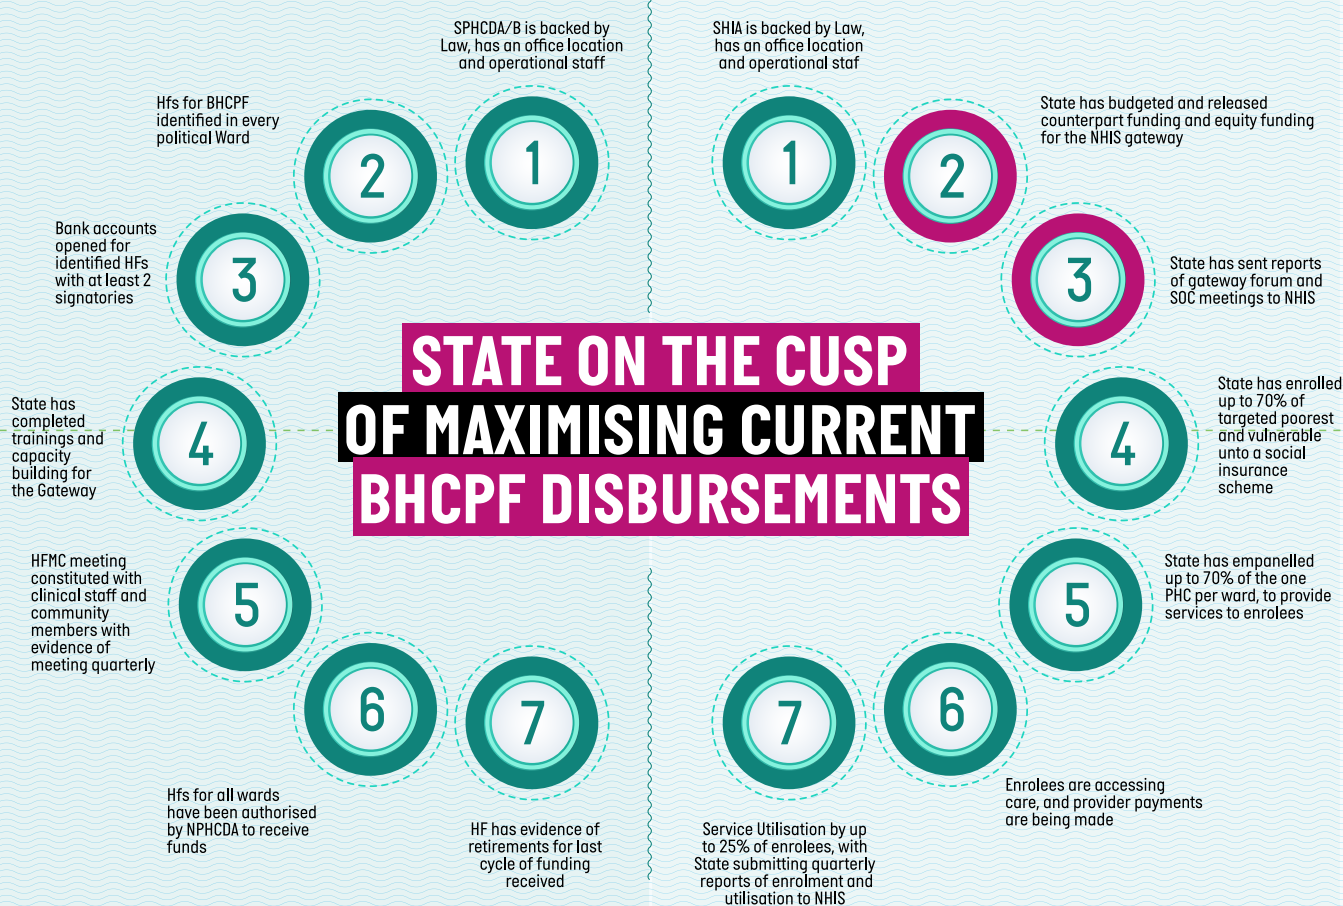 SPHCDA/B is backed by
Law, has an office location
and operational staff
1
Hfs for BHCPF
identified in every
political Ward
2
Bank accounts
opened for
identified HFs
with at least 2
signatories
3
State has
completed
trainings and
capacity
building for
the Gateway
4
HFMC meeting
constituted with
clinical staff and
community
members with
evidence of
meeting quarterly
5
6
Hfs for all wards
have been authorised
by NPHCDA to receive
funds
7
HF has evidence of
retirements for last
cycle of funding
received
STATE ON THE CUSP
OF MAXIMISING CURRENT
BHCPF DISBURSEMENTS
SHIA is backed by Law,
has an office location
and operational staf
1
State has budgeted and released
counterpart funding and equity funding
for the NHIS gateway
2
3
State has sent reports
of gateway forum and
SOC meetings to NHIS
4
State has enrolled
up to 70% of
targeted poorest
and vulnerable
unto a social
insurance
scheme
5
State has empanelled
up to 70% of the one
PHC per ward, to provide
services to enrolees
6
Enrolees are accessing
care, and provider payments
are being made
7
Service Utilisation by up
to 25% of enrolees, with
State submitting quarterly
reports of enrolment and
utilisation to NHIS